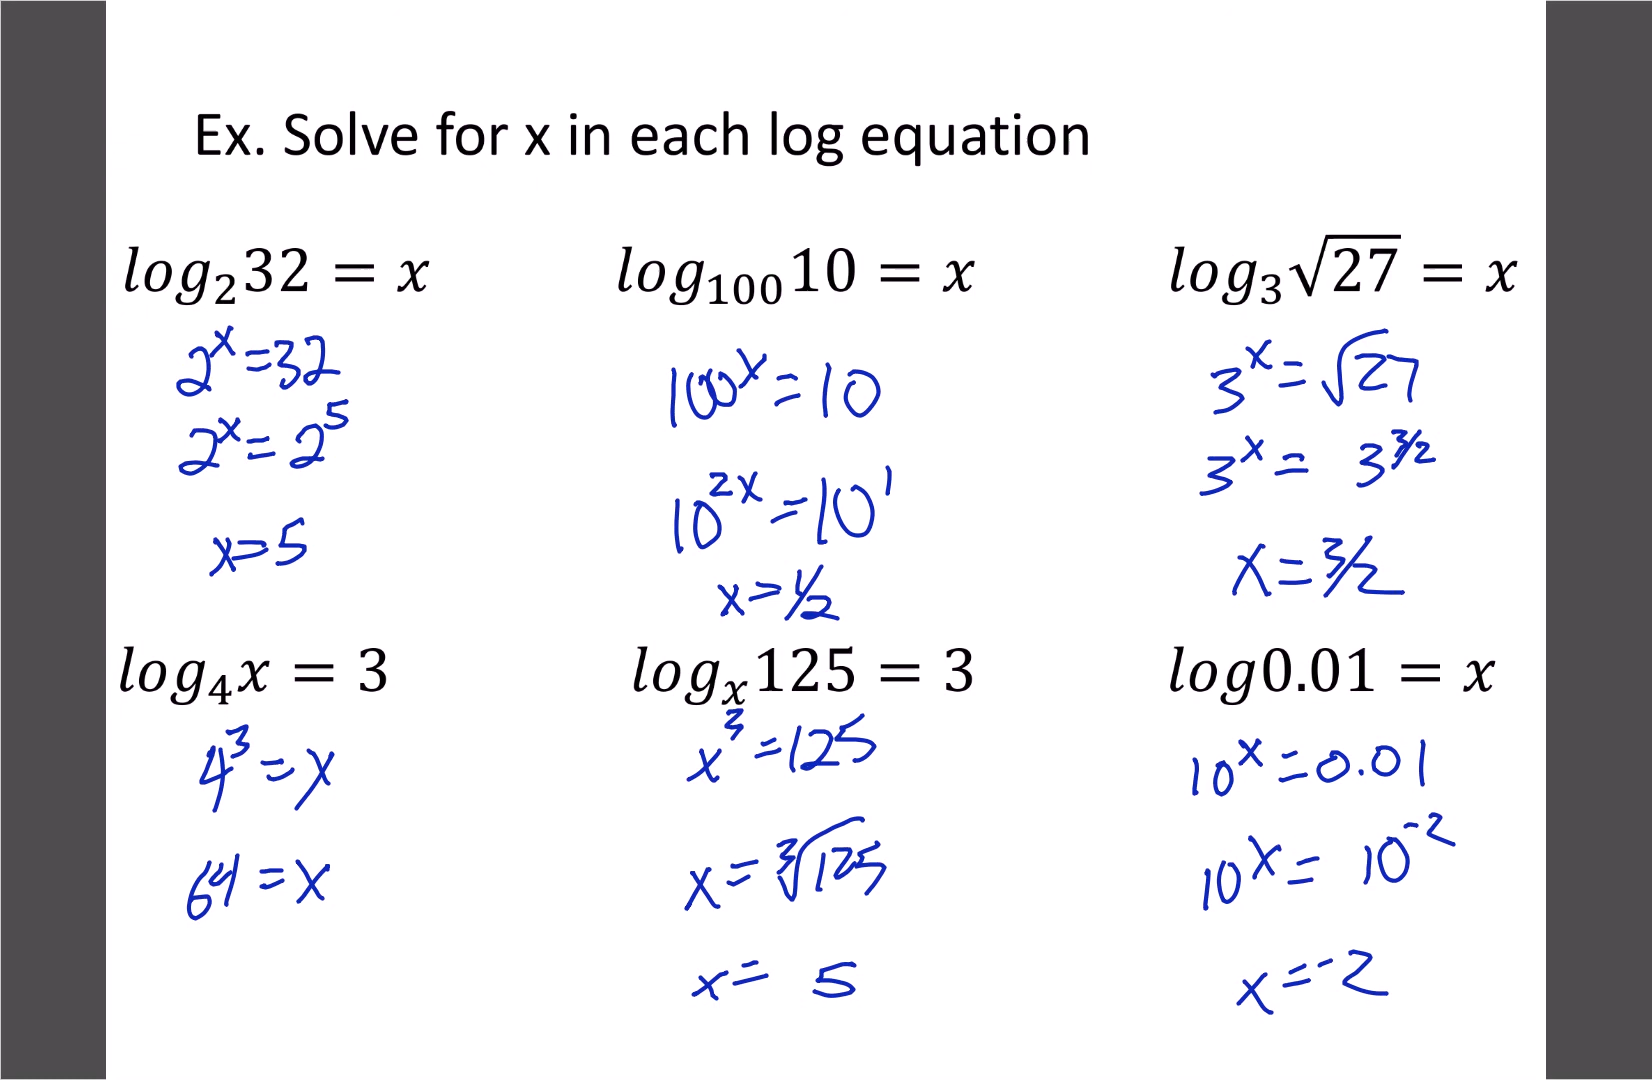 Ex. Solve for x in each log equation
log₂32 = x
2ˣ=32
2ˣ=2⁵
x=5
log₁₀₀10 = x
100ˣ=10
10²ˣ=10¹
x=1/2
log₃√27 = x
3ˣ=√27
3ˣ= 3^3/2
x=3/2
log₄x = 3
4³=x
64=x
logₓ125 = 3
x³=125
x=∛125
x= 5
log0.01 = x
10ˣ=0.01
10ˣ= 10⁻²
x=-2